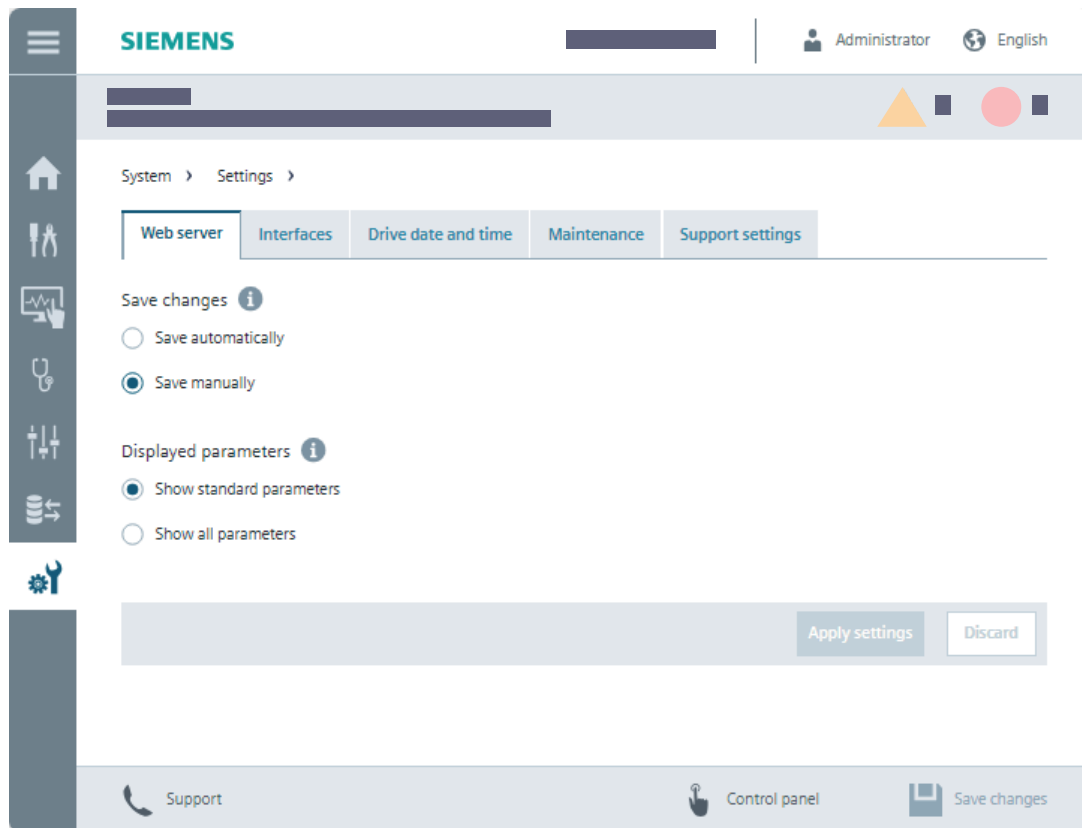 SIEMENS
Administrator
English
System
Settings
Web server
Interfaces
Drive date and time
Maintenance
Support settings
Save changes
Save automatically
Save manually
Displayed parameters
Show standard parameters
Show all parameters
Apply settings
Discard
Support
Control panel
Save changes